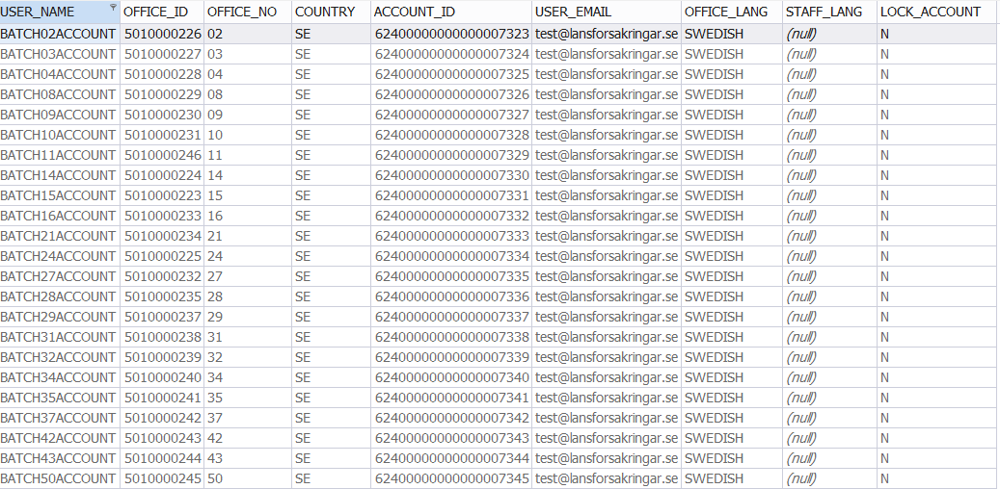 USER_NAME OFFICE_ID OFFICE_NO COUNTRY ACCOUNT_ID USER_EMAIL OFFICE_LANG STAFF_LANG LOCK_ACCOUNT
BATCH02ACCOUNT 5010000226 02 SE 62400000000000007323 test@lansforsakringar.se SWEDISH (null) N
BATCH03ACCOUNT 5010000227 03 SE 62400000000000007324 test@lansforsakringar.se SWEDISH (null) N
BATCH04ACCOUNT 5010000228 04 SE 62400000000000007325 test@lansforsakringar.se SWEDISH (null) N
BATCH08ACCOUNT 5010000229 08 SE 62400000000000007326 test@lansforsakringar.se SWEDISH (null) N
BATCH09ACCOUNT 5010000230 09 SE 62400000000000007327 test@lansforsakringar.se SWEDISH (null) N
BATCH10ACCOUNT 5010000231 10 SE 62400000000000007328 test@lansforsakringar.se SWEDISH (null) N
BATCH11ACCOUNT 5010000246 11 SE 62400000000000007329 test@lansforsakringar.se SWEDISH (null) N
BATCH14ACCOUNT 5010000224 14 SE 62400000000000007330 test@lansforsakringar.se SWEDISH (null) N
BATCH15ACCOUNT 5010000223 15 SE 62400000000000007331 test@lansforsakringar.se SWEDISH (null) N
BATCH16ACCOUNT 5010000233 16 SE 62400000000000007332 test@lansforsakringar.se SWEDISH (null) N
BATCH21ACCOUNT 5010000234 21 SE 62400000000000007333 test@lansforsakringar.se SWEDISH (null) N
BATCH24ACCOUNT 5010000225 24 SE 62400000000000007334 test@lansforsakringar.se SWEDISH (null) N
BATCH27ACCOUNT 5010000232 27 SE 62400000000000007335 test@lansforsakringar.se SWEDISH (null) N
BATCH28ACCOUNT 5010000235 28 SE 62400000000000007336 test@lansforsakringar.se SWEDISH (null) N
BATCH29ACCOUNT 5010000237 29 SE 62400000000000007337 test@lansforsakringar.se SWEDISH (null) N
BATCH31ACCOUNT 5010000238 31 SE 62400000000000007338 test@lansforsakringar.se SWEDISH (null) N
BATCH32ACCOUNT 5010000239 32 SE 62400000000000007339 test@lansforsakringar.se SWEDISH (null) N
BATCH34ACCOUNT 5010000240 34 SE 62400000000000007340 test@lansforsakringar.se SWEDISH (null) N
BATCH35ACCOUNT 5010000241 35 SE 62400000000000007341 test@lansforsakringar.se SWEDISH (null) N
BATCH37ACCOUNT 5010000242 37 SE 62400000000000007342 test@lansforsakringar.se SWEDISH (null) N
BATCH42ACCOUNT 5010000243 42 SE 62400000000000007343 test@lansforsakringar.se SWEDISH (null) N
BATCH43ACCOUNT 5010000244 43 SE 62400000000000007344 test@lansforsakringar.se SWEDISH (null) N
BATCH50ACCOUNT 5010000245 50 SE 62400000000000007345 test@lansforsakringar.se SWEDISH (null) N